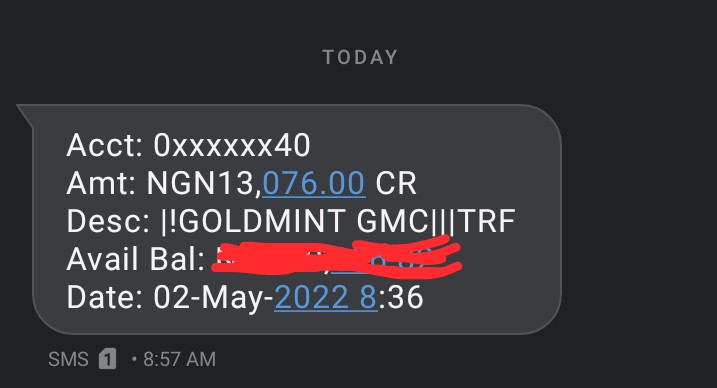 TODAY
Acct: 0xxxxxx40
Amt: NGN13,076.00 CR
Desc: |!GOLDMINT GMC|||TRF
Avail Bal:
Date: 02-May-2022 8:36
SMS 1 • 8:57 AM